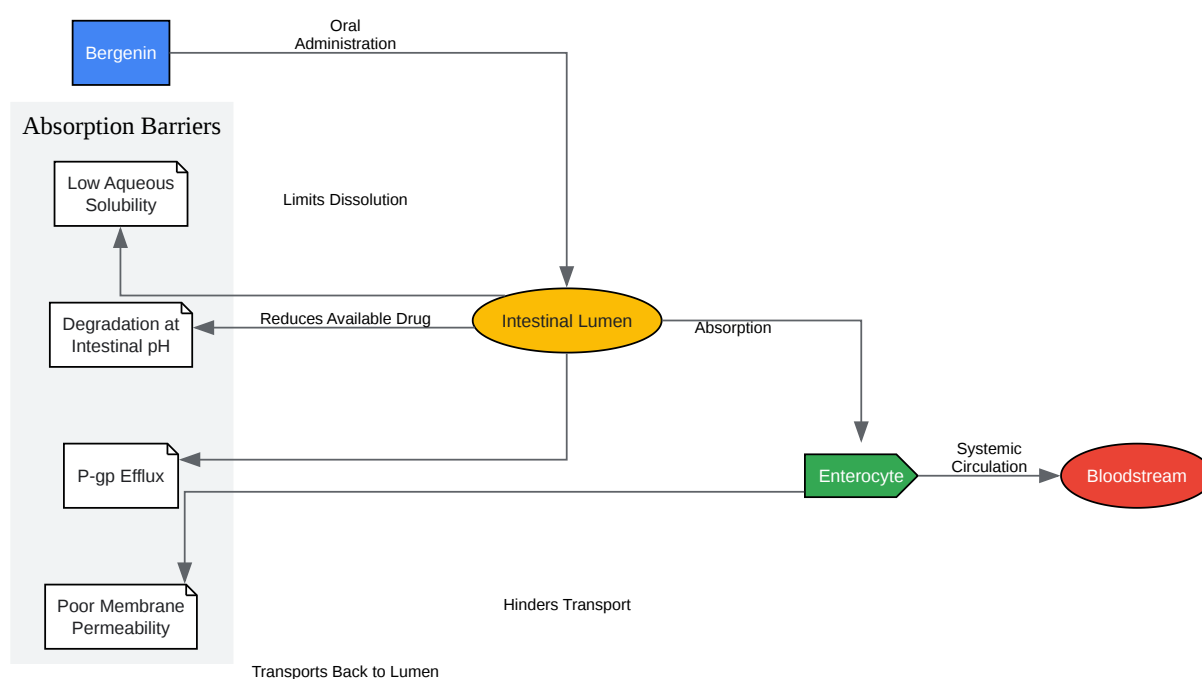 Oral
Administration
Bergenin
Absorption Barriers
Low Aqueous
Solubility
Limits Dissolution
Degradation at
Intestinal pH
Reduces Available Drug
Intestinal Lumen
Absorption
P-gp Efflux
Enterocyte
Systemic
Circulation
Bloodstream
Poor Membrane
Permeability
Hinders Transport
Transports Back to Lumen